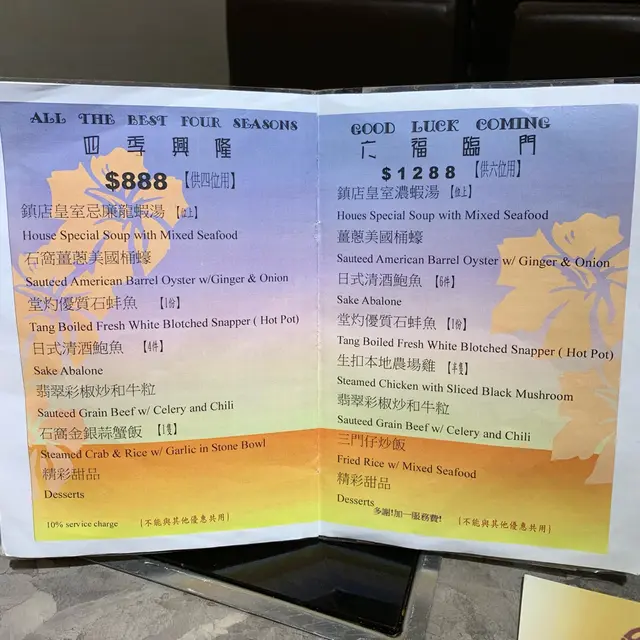 ALL THE BEST FOUR SEASONS
四季興隆
$888 【供四位用】
鎮店皇室忌廉龍蝦湯 【位上】
House Special Soup with Mixed Seafood
石窩薑蔥美國桶蠔
Sauteed American Barrel Oyster w/Ginger & Onion
堂灼優質石蚌魚 【1份】
Tang Boiled Fresh White Blotched Snapper ( Hot Pot)
日式清酒鮑魚 【4件】
Sake Abalone
翡翠彩椒炒和牛粒
Sauteed Grain Beef w/ Celery and Chili
石窩金銀蒜蟹飯 【1隻】
Steamed Crab & Rice w/ Garlic in Stone Bowl
精彩甜品
Desserts
10% service charge (不能與其他優惠共用)
GOOD LUCK COMING
六福臨門
$1288 【供六位用】
鎮店皇室濃蝦湯 【位上】
Houes Special Soup with Mixed Seafood
薑蔥美國桶蠔
Sauteed American Barrel Oyster w/ Ginger & Onion
日式清酒鮑魚 【6件】
Sake Abalone
堂灼優質石蚌魚 【1份】
Tang Boiled Fresh White Blotched Snapper ( Hot Pot)
生扣本地農場雞 【半隻】
Steamed Chicken with Sliced Black Mushroom
翡翠彩椒炒和牛粒
Sauteed Grain Beef w/ Celery and Chili
三門仔炒飯
Fried Rice w/ Mixed Seafood
精彩甜品
Desserts
多謝!加一服務費! (不能與其他優惠共用)